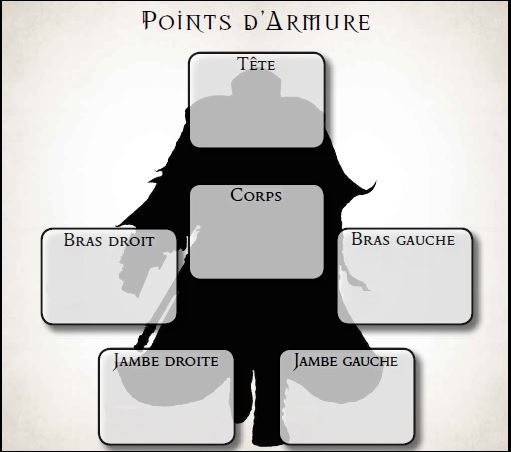 Points d'Armure
Tête
Corps
Bras droit
Bras gauche
Jambe droite
Jambe gauche